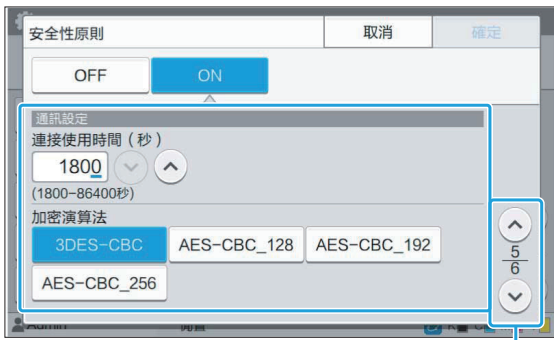 安全性原則 取消 確定
OFF ON
通訊設定
連接使用時間(秒)
1800
(1800-86400秒)
加密演算法
3DES-CBC AES-CBC_128 AES-CBC_192
AES-CBC_256
5
6
Admin 閒置 K C